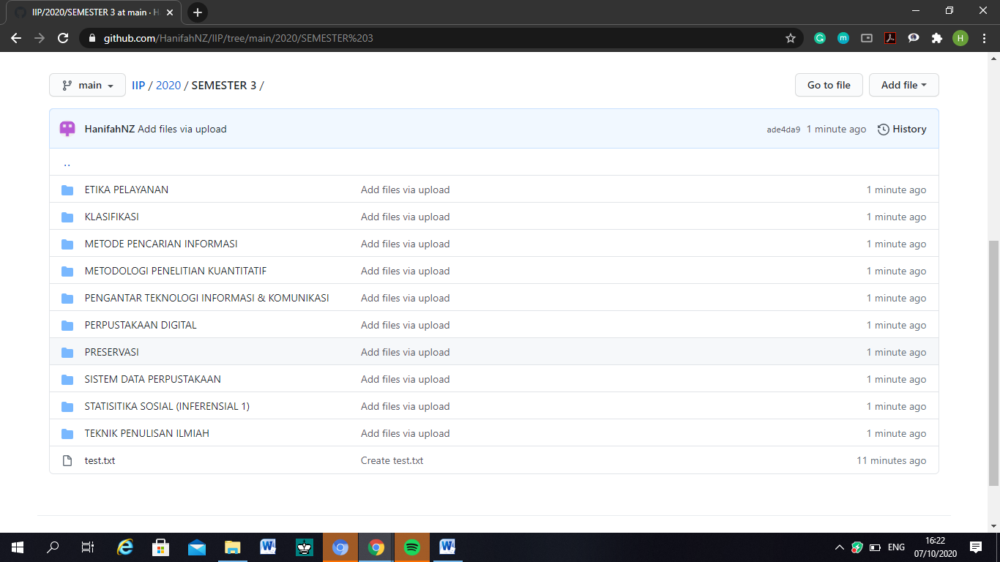 IIP/2020/SEMESTER 3 at main · H
github.com/HanifahNZ/IIP/tree/main/2020/SEMESTER%203
main IIP / 2020 / SEMESTER 3 / Go to file Add file
HanifahNZ Add files via upload ade4da9 1 minute ago History
..
ETIKA PELAYANAN Add files via upload 1 minute ago
KLASIFIKASI Add files via upload 1 minute ago
METODE PENCARIAN INFORMASI Add files via upload 1 minute ago
METODOLOGI PENELITIAN KUANTITATIF Add files via upload 1 minute ago
PENGANTAR TEKNOLOGI INFORMASI & KOMUNIKASI Add files via upload 1 minute ago
PERPUSTAKAAN DIGITAL Add files via upload 1 minute ago
PRESERVASI Add files via upload 1 minute ago
SISTEM DATA PERPUSTAKAAN Add files via upload 1 minute ago
STATISITIKA SOSIAL (INFERENSIAL 1) Add files via upload 1 minute ago
TEKNIK PENULISAN ILMIAH Add files via upload 1 minute ago
test.txt Create test.txt 11 minutes ago
ENG
16:22
07/10/2020